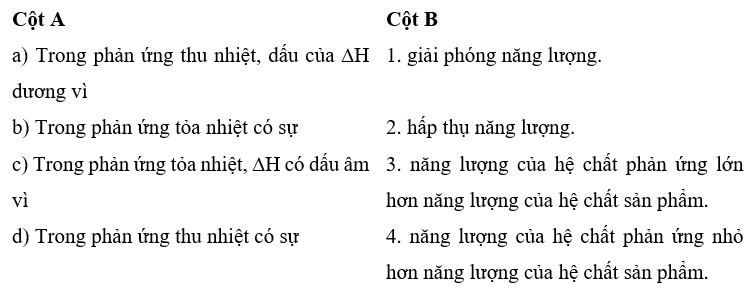 Cột A Cột B
a) Trong phản ứng thu nhiệt, dấu của ΔH 1. giải phóng năng lượng.
dương vì
b) Trong phản ứng tỏa nhiệt có sự 2. hấp thụ năng lượng.
c) Trong phản ứng tỏa nhiệt, ΔH có dấu âm 3. năng lượng của hệ chất phản ứng lớn
vì hơn năng lượng của hệ chất sản phẩm.
d) Trong phản ứng thu nhiệt có sự 4. năng lượng của hệ chất phản ứng nhỏ
hơn năng lượng của hệ chất sản phẩm.